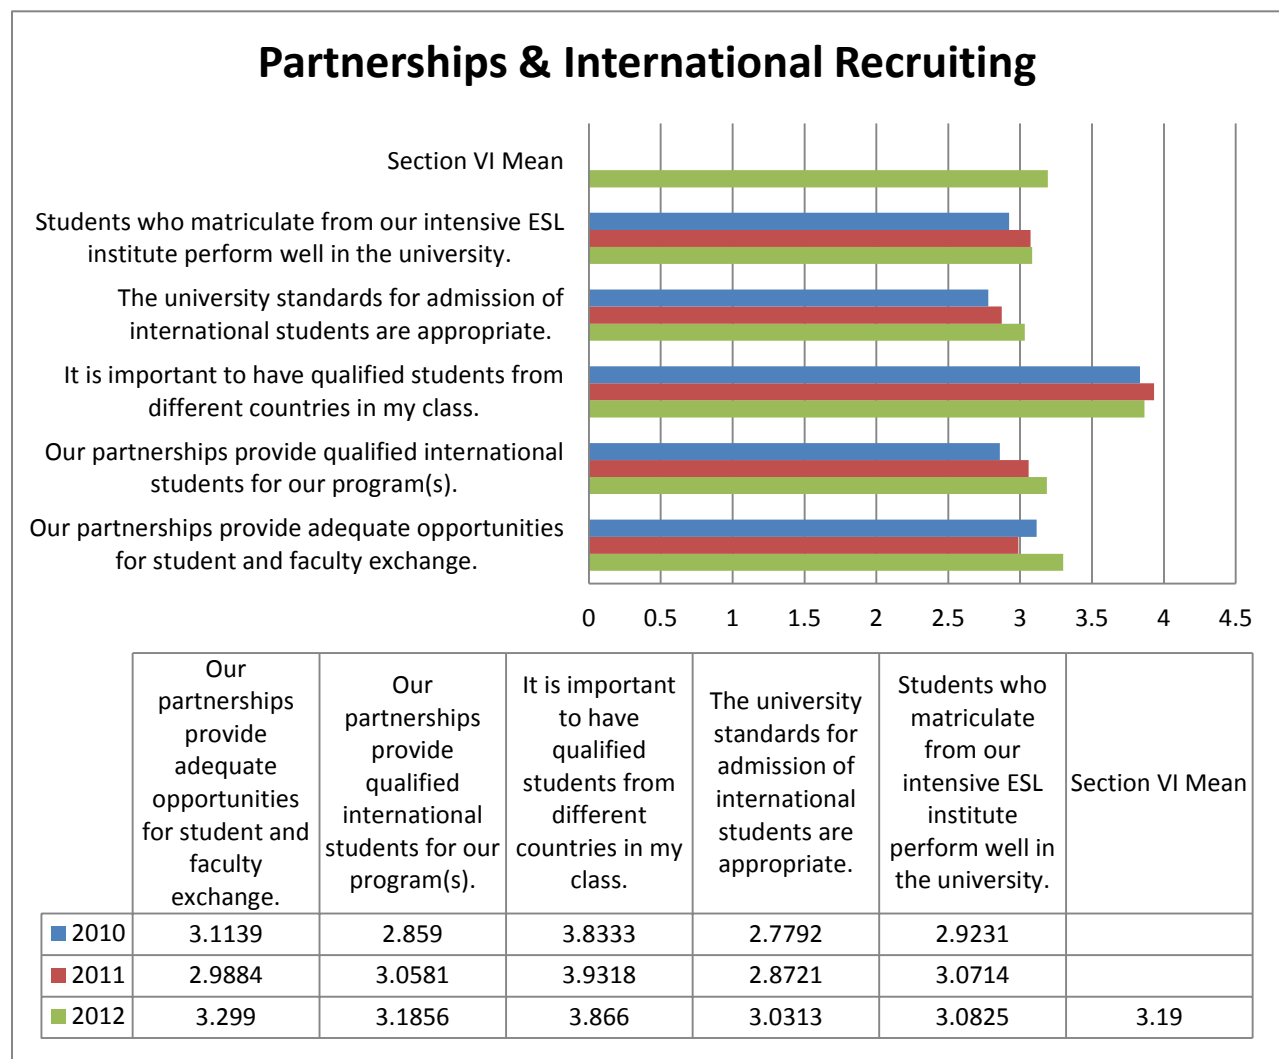 Partnerships & International Recruiting
Section VI Mean
Students who matriculate from our intensive ESL
institute perform well in the university.
The university standards for admission of
international students are appropriate.
It is important to have qualified students from
different countries in my class.
Our partnerships provide qualified international
students for our program(s).
Our partnerships provide adequate opportunities
for student and faculty exchange.
0 0.5 1 1.5 2 2.5 3 3.5 4 4.5
Our
partnerships
provide
adequate
opportunities
for student and
faculty
exchange.
Our
partnerships
provide
qualified
international
students for our
program(s).
It is important
to have
qualified
students from
different
countries in my
class.
The university
standards for
admission of
international
students are
appropriate.
Students who
matriculate
from our
intensive ESL
institute
perform well in
the university.
Section VI Mean
2010 3.1139 2.859 3.8333 2.7792 2.9231
2011 2.9884 3.0581 3.9318 2.8721 3.0714
2012 3.299 3.1856 3.866 3.0313 3.0825 3.19